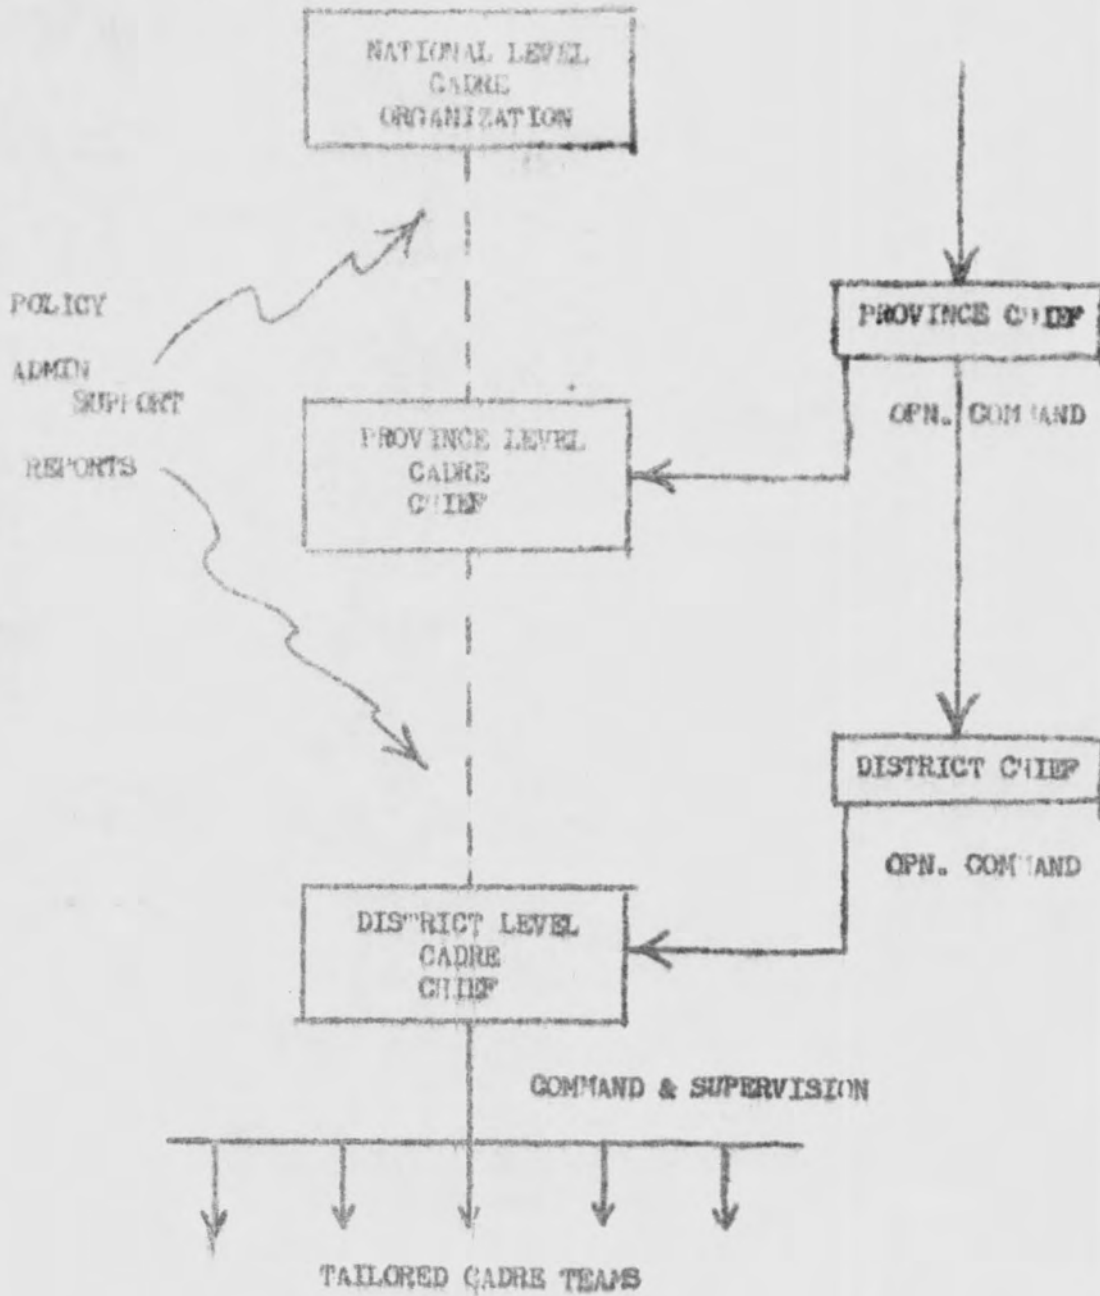 NATIONAL LEVEL
CADRE
ORGANIZATION
POLICY
ADMIN
SUPPORT
REPORTS
PROVINCE CHIEF
OPN. COMMAND
PROVINCE LEVEL
CADRE
CHIEF
DISTRICT CHIEF
OPN. COMMAND
DISTRICT LEVEL
CADRE
CHIEF
COMMAND & SUPERVISION
TAILORED CADRE TEAMS